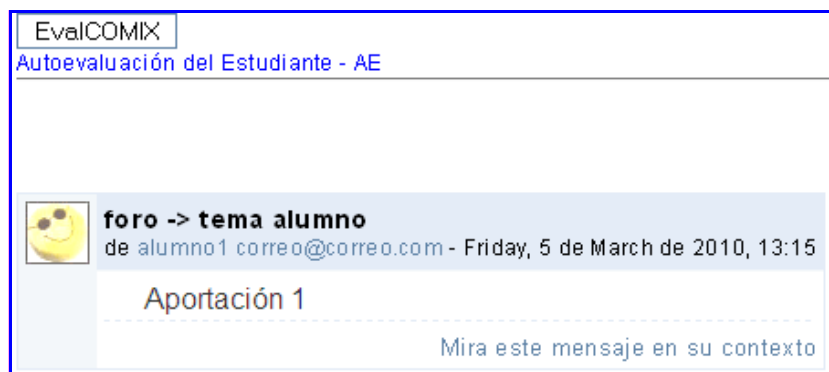 EvalCOMIX
Autoevaluación del Estudiante - AE
foro -> tema alumno
de alumno1 correo@correo.com - Friday, 5 de March de 2010, 13:15
Aportación 1
Mira este mensaje en su contexto